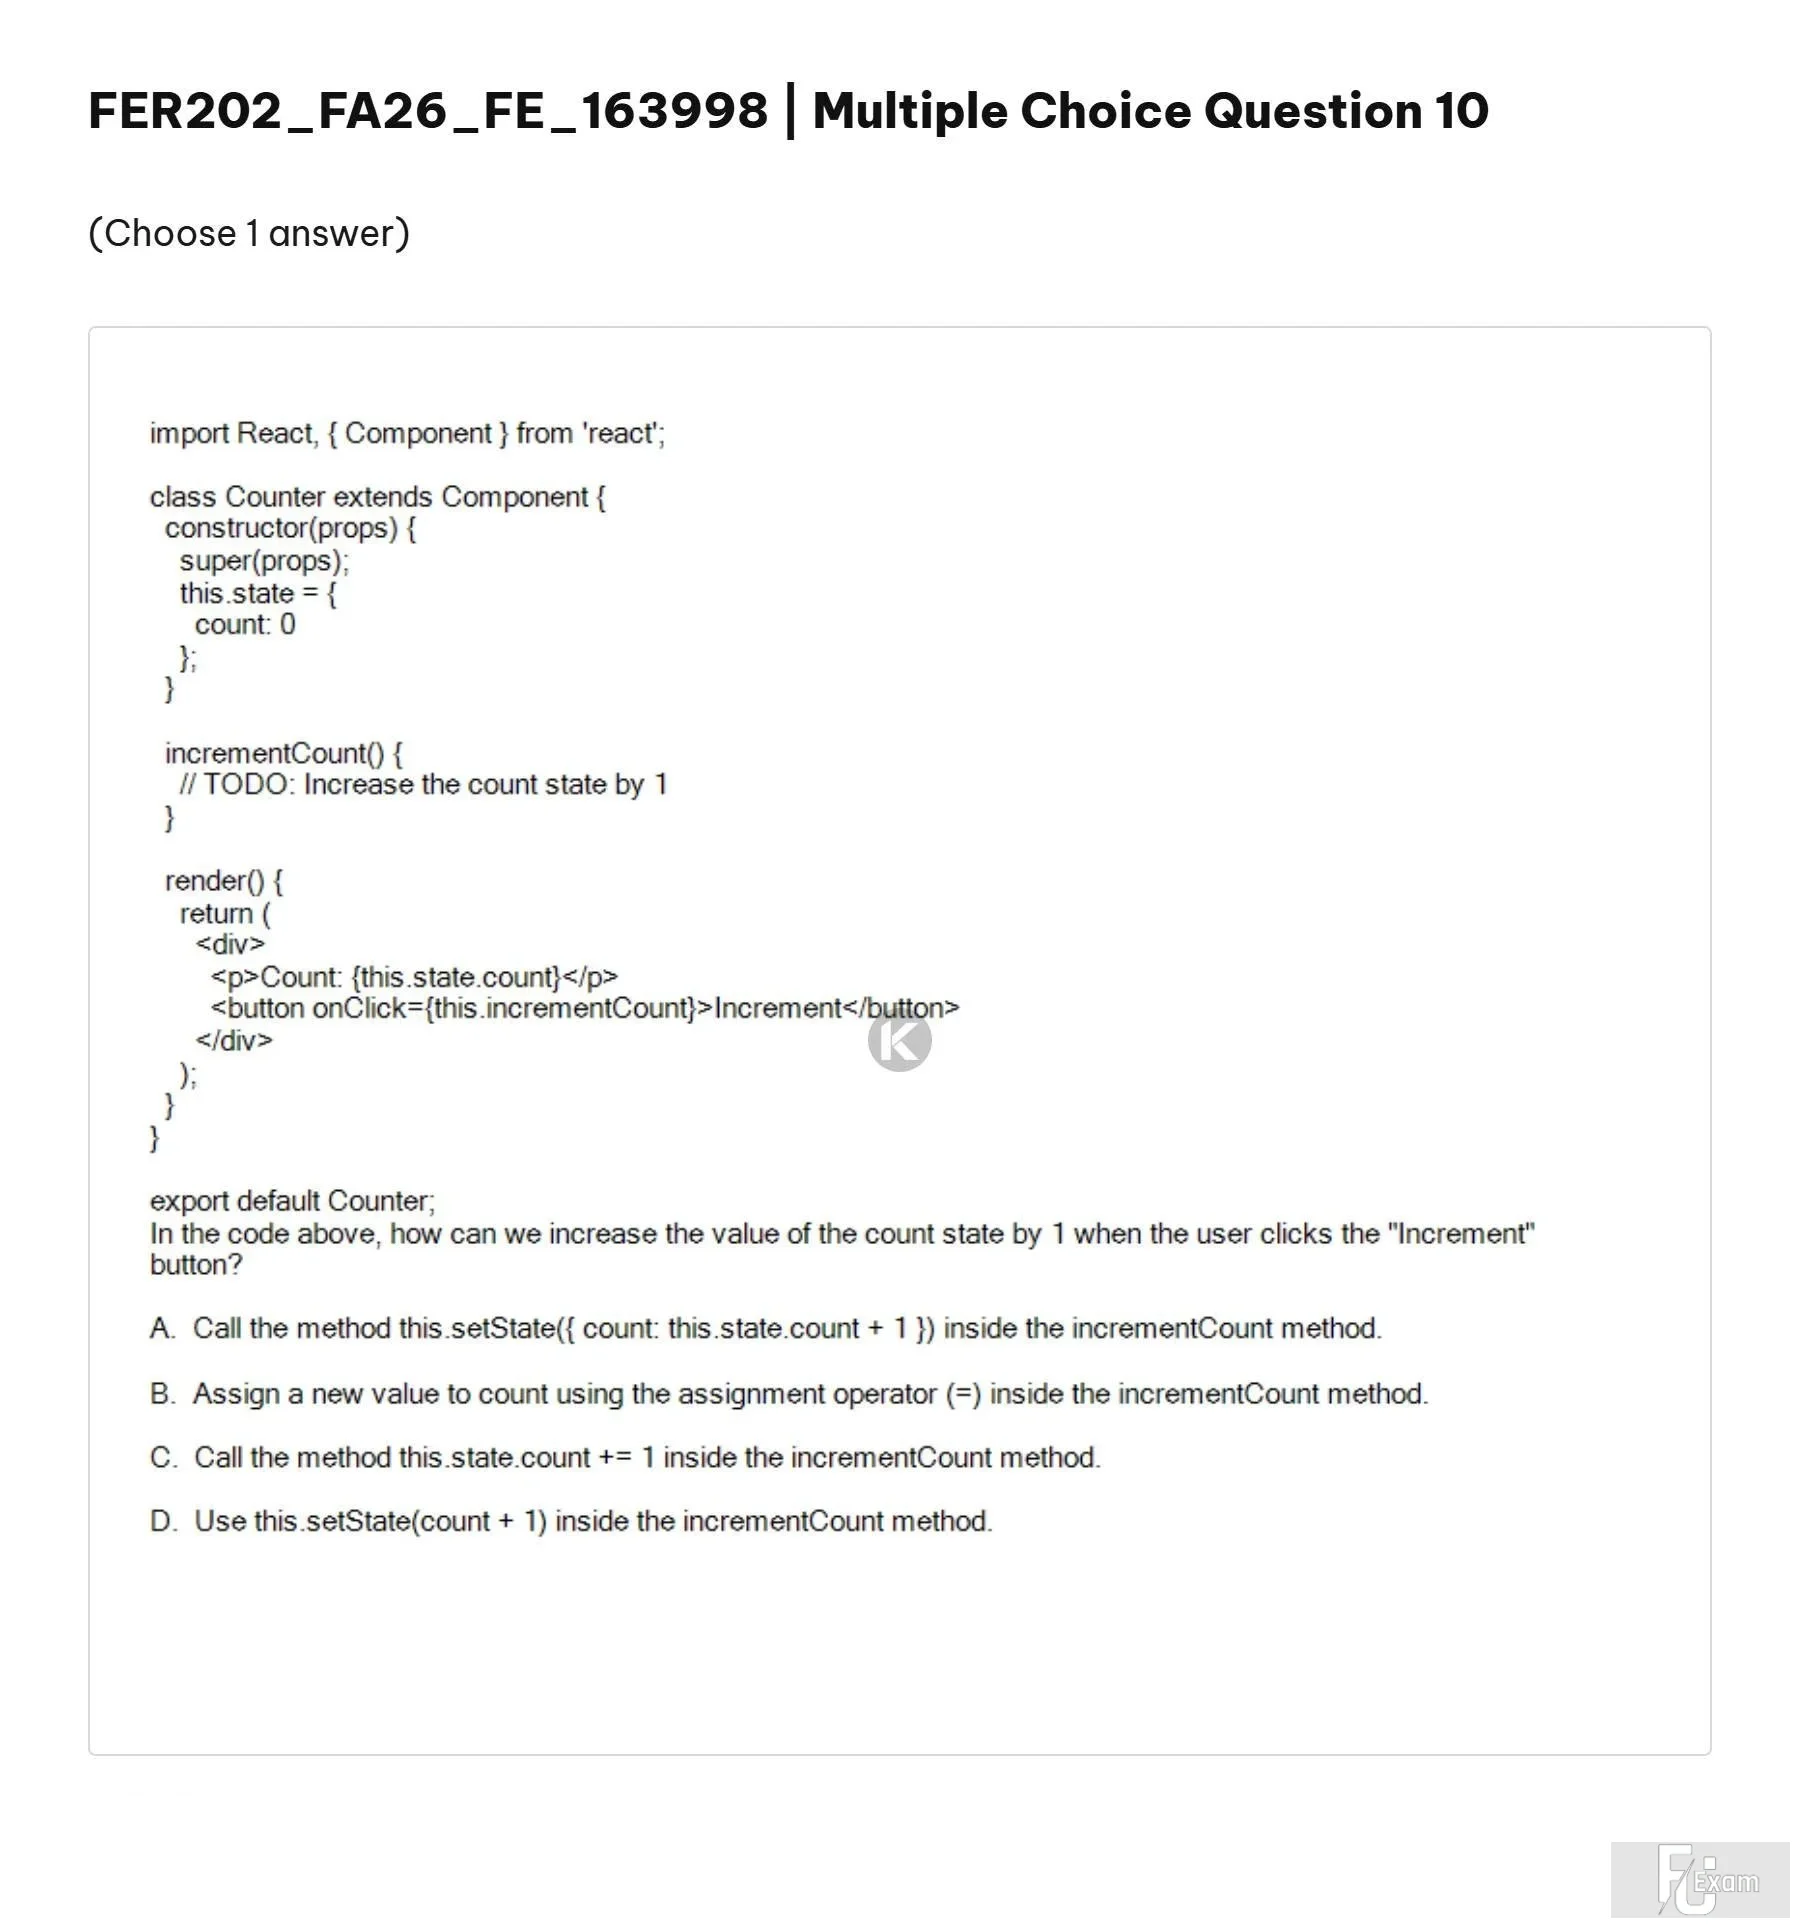 FER202_FA26_FE_163998 | Multiple Choice Question 10
(Choose 1 answer)
import React, { Component } from 'react';
class Counter extends Component {
constructor(props) {
super(props);
this.state = {
count: 0
};
}
incrementCount() {
// TODO: Increase the count state by 1
}
render() {
return (
<div>
<p>Count: {this.state.count}</p>
<button onClick={this.incrementCount}>Increment</button>
</div>
);
}
}
export default Counter;
In the code above, how can we increase the value of the count state by 1 when the user clicks the "Increment"
button?
A. Call the method this.setState({ count: this.state.count + 1 }) inside the incrementCount method.
B. Assign a new value to count using the assignment operator (=) inside the incrementCount method.
C. Call the method this.state.count += 1 inside the incrementCount method.
D. Use this.setState(count + 1) inside the incrementCount method.
K
FU Exam